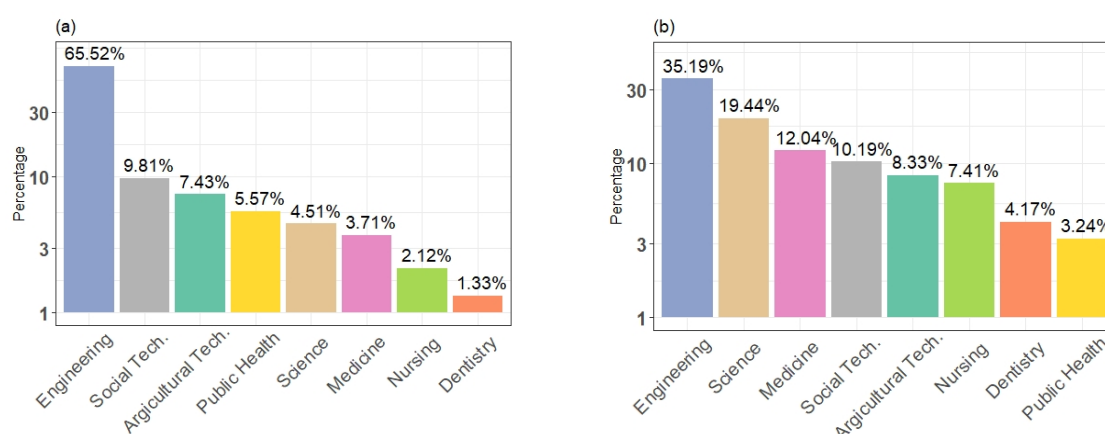 (a)
65.52%
30
9.81%
10
7.43%
5.57%
4.51%
3.71%
3
2.12%
1.33%
1
Percentage
Engineering
Social Tech.
Argicultural Tech.
Public Health
Science
Medicine
Nursing
Dentistry
(b)
35.19%
30
19.44%
12.04%
10.19%
10
8.33%
7.41%
4.17%
3
3.24%
1
Percentage
Engineering
Science
Medicine
Social Tech.
Argicultural Tech.
Nursing
Dentistry
Public Health